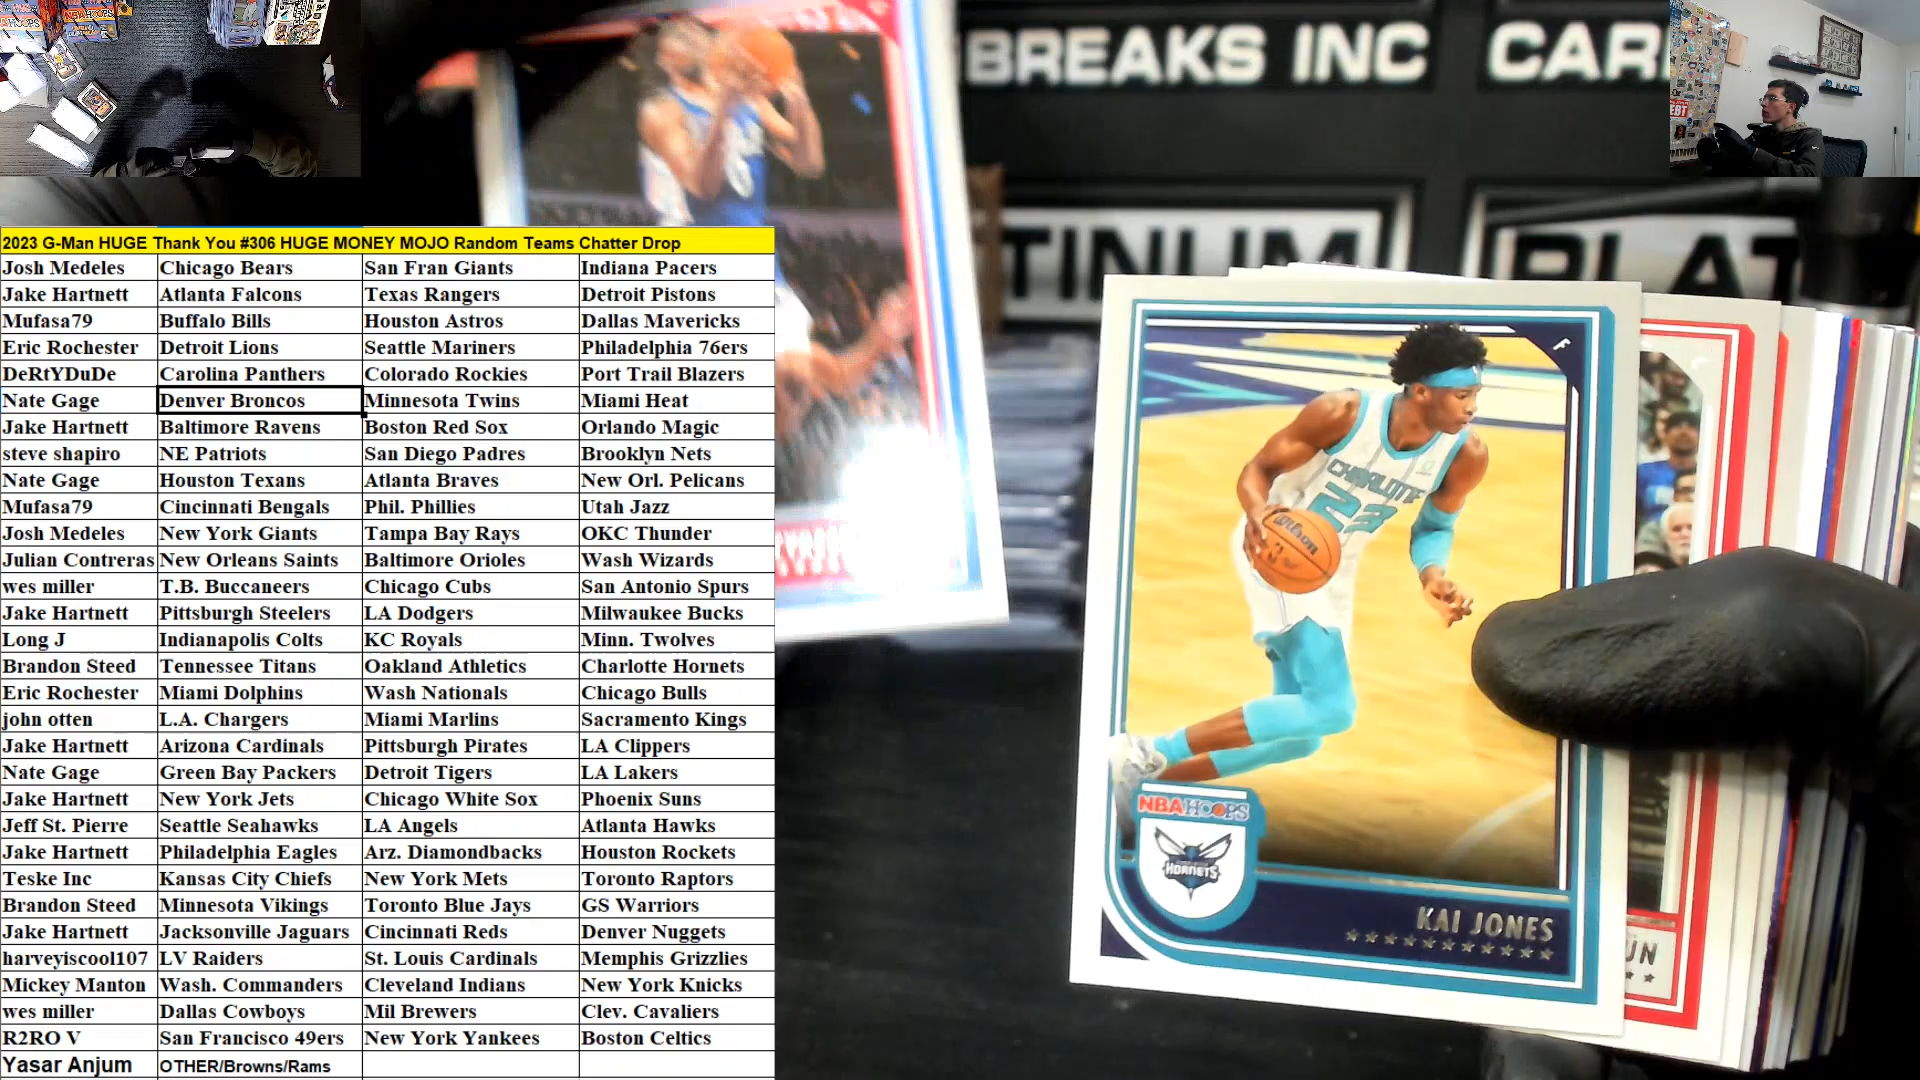 BREAKS INC CAR
TINUM PLAT
2023 G-Man HUGE Thank You #306 HUGE MONEY MOJO Random Teams Chatter Drop
Josh Medeles Chicago Bears San Fran Giants Indiana Pacers
Jake Hartnett Atlanta Falcons Texas Rangers Detroit Pistons
Mufasa79 Buffalo Bills Houston Astros Dallas Mavericks
Eric Rochester Detroit Lions Seattle Mariners Philadelphia 76ers
DeRtYDuDe Carolina Panthers Colorado Rockies Port Trail Blazers
Nate Gage Denver Broncos Minnesota Twins Miami Heat
Jake Hartnett Baltimore Ravens Boston Red Sox Orlando Magic
steve shapiro NE Patriots San Diego Padres Brooklyn Nets
Nate Gage Houston Texans Atlanta Braves New Orl. Pelicans
Mufasa79 Cincinnati Bengals Phil. Phillies Utah Jazz
Josh Medeles New York Giants Tampa Bay Rays OKC Thunder
Julian Contreras New Orleans Saints Baltimore Orioles Wash Wizards
wes miller T.B. Buccaneers Chicago Cubs San Antonio Spurs
Jake Hartnett Pittsburgh Steelers LA Dodgers Milwaukee Bucks
Long J Indianapolis Colts KC Royals Minn. Twolves
Brandon Steed Tennessee Titans Oakland Athletics Charlotte Hornets
Eric Rochester Miami Dolphins Wash Nationals Chicago Bulls
john otten L.A. Chargers Miami Marlins Sacramento Kings
Jake Hartnett Arizona Cardinals Pittsburgh Pirates LA Clippers
Nate Gage Green Bay Packers Detroit Tigers LA Lakers
Jake Hartnett New York Jets Chicago White Sox Phoenix Suns
Jeff St. Pierre Seattle Seahawks LA Angels Atlanta Hawks
Jake Hartnett Philadelphia Eagles Arz. Diamondbacks Houston Rockets
Teske Inc Kansas City Chiefs New York Mets Toronto Raptors
Brandon Steed Minnesota Vikings Toronto Blue Jays GS Warriors
Jake Hartnett Jacksonville Jaguars Cincinnati Reds Denver Nuggets
harveyiscool107 LV Raiders St. Louis Cardinals Memphis Grizzlies
Mickey Manton Wash. Commanders Cleveland Indians New York Knicks
wes miller Dallas Cowboys Mil Brewers Clev. Cavaliers
R2RO V San Francisco 49ers New York Yankees Boston Celtics
Yasar Anjum OTHER/Browns/Rams
F
CHARLOTTE
23
Wilson
NBA HOOPS
HORNETS
KAI JONES
UN